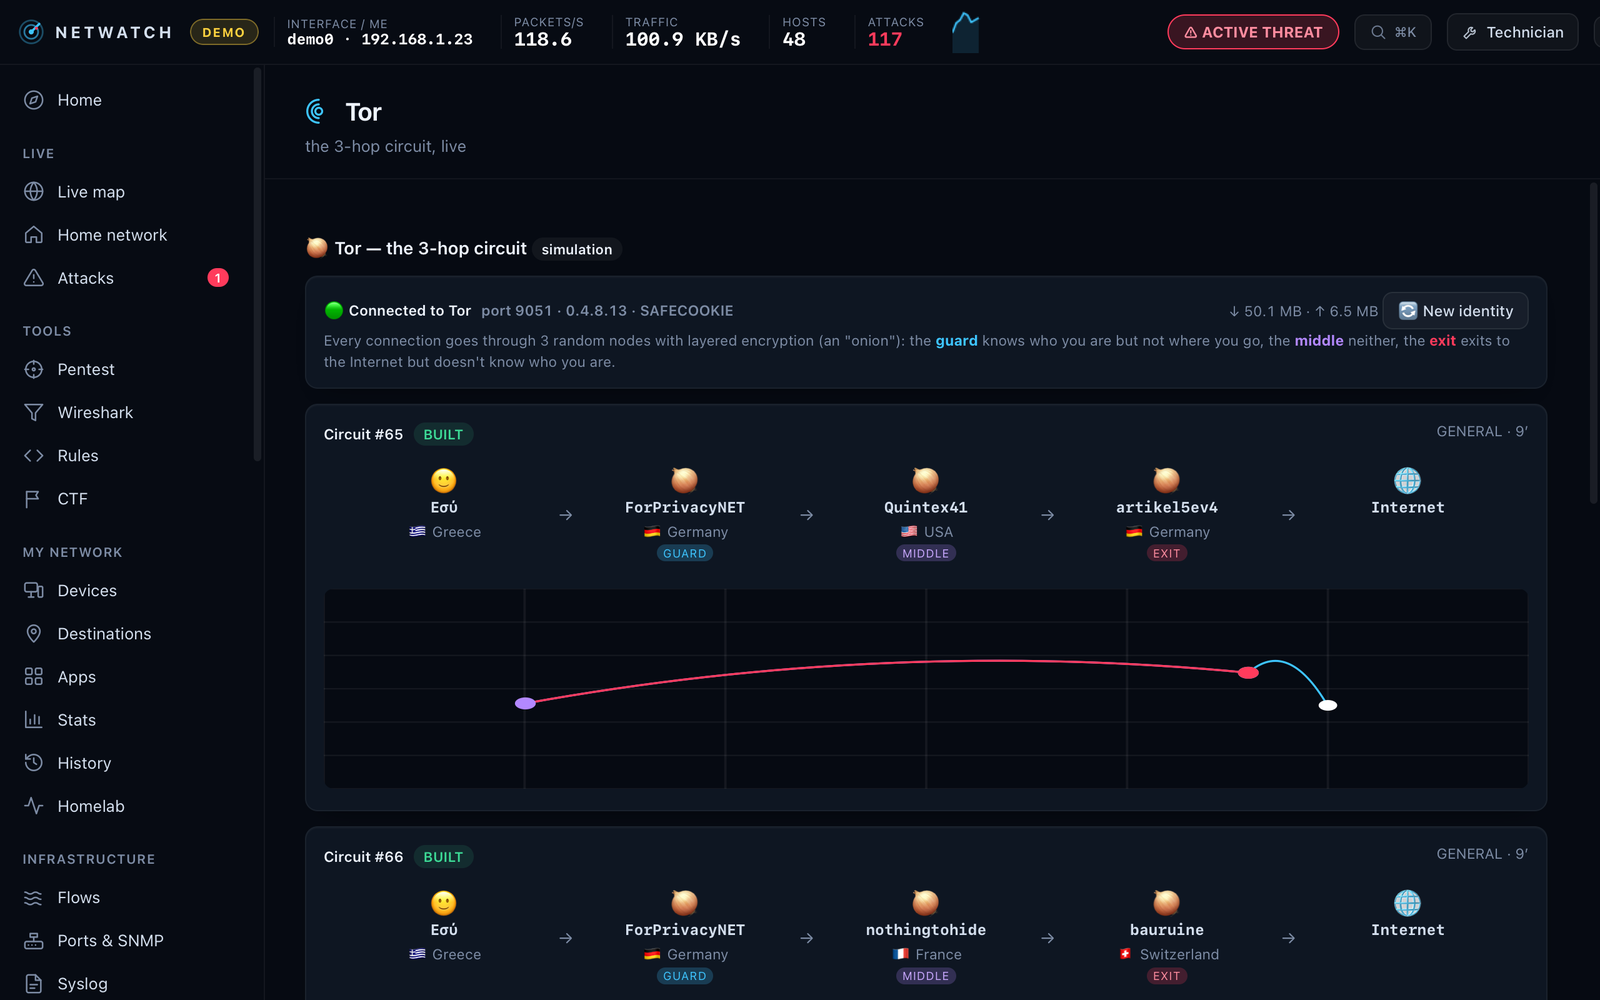 NETWATCH
DEMO
INTERFACE / ME
demo0 · 192.168.1.23
PACKETS/S
118.6
TRAFFIC
100.9 KB/s
HOSTS
48
ATTACKS
117
ACTIVE THREAT
⌘K
Technician
Home
LIVE
Live map
Home network
Attacks
1
TOOLS
Pentest
Wireshark
Rules
CTF
MY NETWORK
Devices
Destinations
Apps
Stats
History
Homelab
INFRASTRUCTURE
Flows
Ports & SNMP
Syslog
Tor
the 3-hop circuit, live
Tor — the 3-hop circuit simulation
Connected to Tor port 9051 · 0.4.8.13 · SAFECOOKIE
↓ 50.1 MB · ↑ 6.5 MB
New identity
Every connection goes through 3 random nodes with layered encryption (an "onion"): the guard knows who you are but not where you go, the middle neither, the exit exits to
the Internet but doesn't know who you are.
Circuit #65 BUILT
GENERAL · 9′
Εσύ → ForPrivacyNET → Quintex41 → artikel5ev4 → Internet
Greece Germany USA Germany
GUARD MIDDLE EXIT
Circuit #66 BUILT
GENERAL · 9′
Εσύ → ForPrivacyNET → nothingtohide → bauruine → Internet
Greece Germany France Switzerland
GUARD MIDDLE EXIT